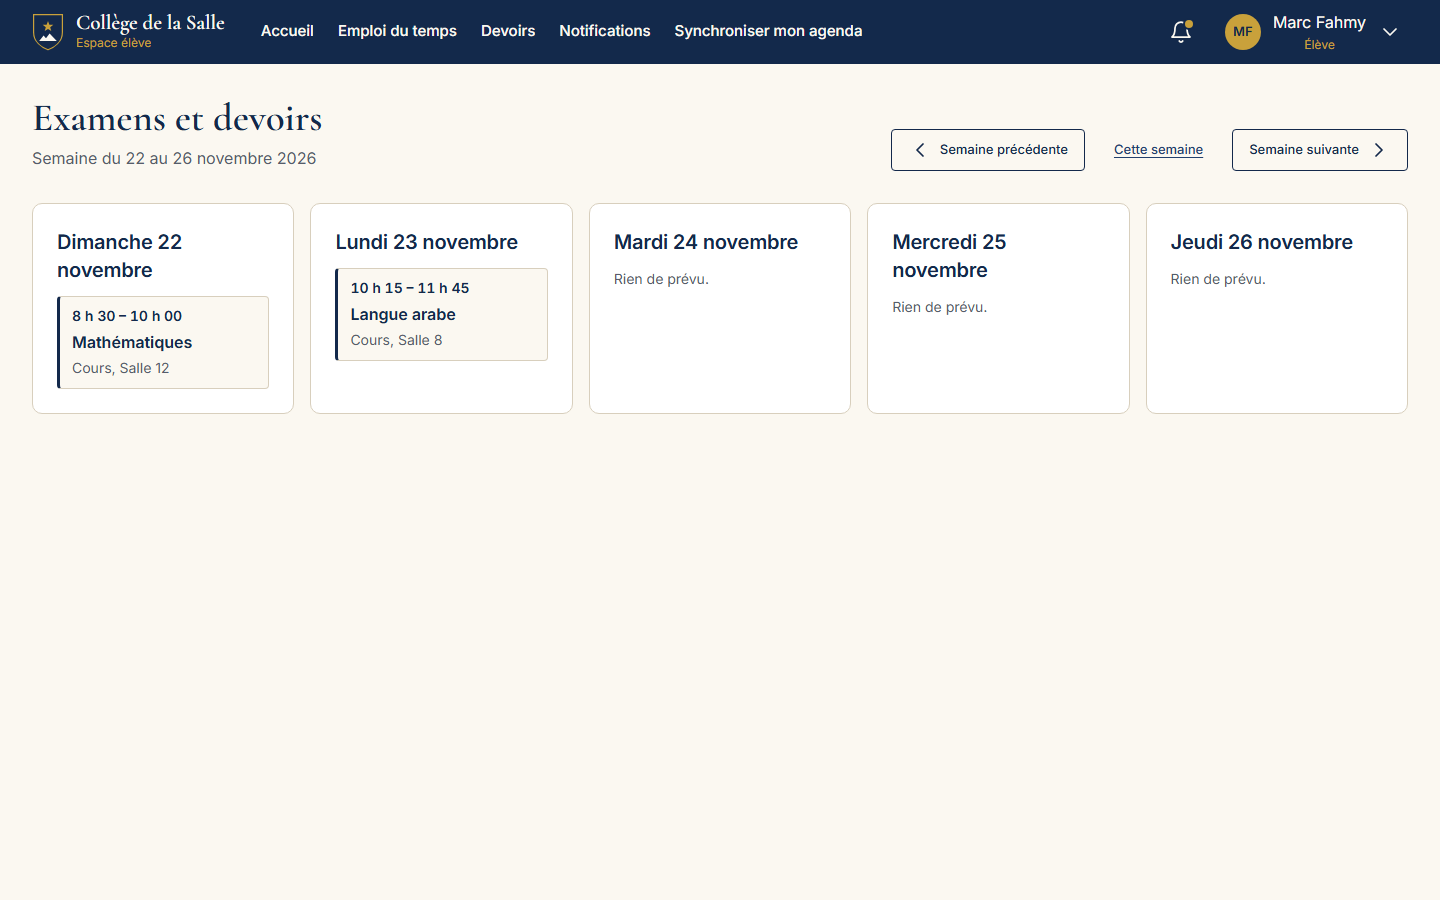 Collège de la Salle
Espace élève
Accueil
Emploi du temps
Devoirs
Notifications
Synchroniser mon agenda
MF
Marc Fahmy
Élève
Examens et devoirs
Semaine du 22 au 26 novembre 2026
Semaine précédente
Cette semaine
Semaine suivante
Dimanche 22
novembre
8 h 30 – 10 h 00
Mathématiques
Cours, Salle 12
Lundi 23 novembre
10 h 15 – 11 h 45
Langue arabe
Cours, Salle 8
Mardi 24 novembre
Rien de prévu.
Mercredi 25
novembre
Rien de prévu.
Jeudi 26 novembre
Rien de prévu.